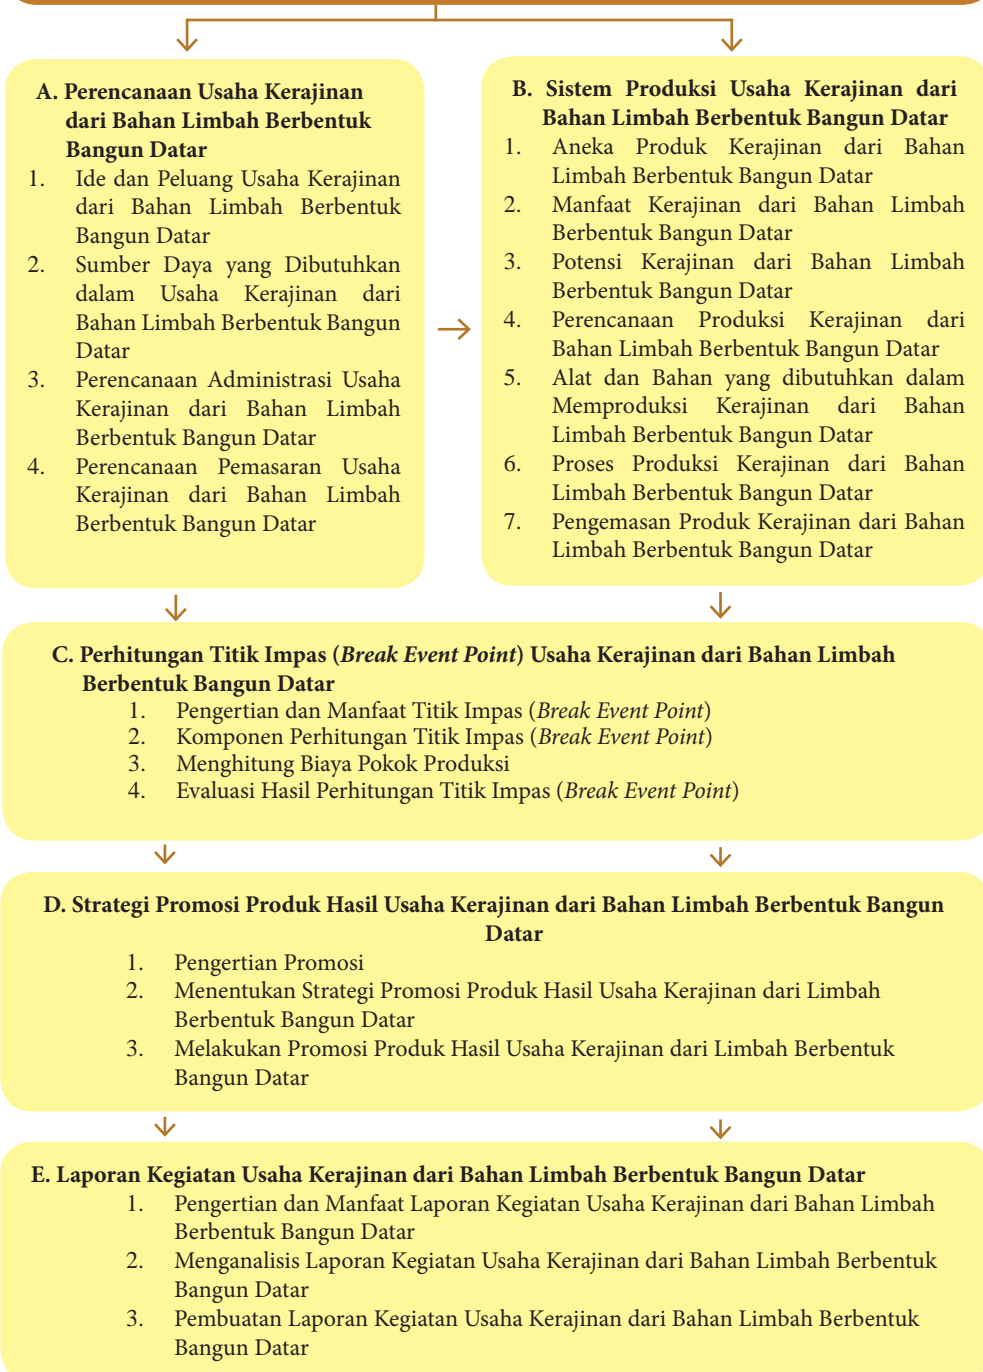 A. Perencanaan Usaha Kerajinan
dari Bahan Limbah Berbentuk
Bangun Datar
1. Ide dan Peluang Usaha Kerajinan
dari Bahan Limbah Berbentuk
Bangun Datar
2. Sumber Daya yang Dibutuhkan
dalam Usaha Kerajinan dari
Bahan Limbah Berbentuk Bangun
Datar
3. Perencanaan Administrasi Usaha
Kerajinan dari Bahan Limbah
Berbentuk Bangun Datar
4. Perencanaan Pemasaran Usaha
Kerajinan dari Bahan Limbah
Berbentuk Bangun Datar
B. Sistem Produksi Usaha Kerajinan dari
Bahan Limbah Berbentuk Bangun Datar
1. Aneka Produk Kerajinan dari Bahan
Limbah Berbentuk Bangun Datar
2. Manfaat Kerajinan dari Bahan Limbah
Berbentuk Bangun Datar
3. Potensi Kerajinan dari Bahan Limbah
Berbentuk Bangun Datar
4. Perencanaan Produksi Kerajinan dari
Bahan Limbah Berbentuk Bangun Datar
5. Alat dan Bahan yang dibutuhkan dalam
Memproduksi Kerajinan dari Bahan
Limbah Berbentuk Bangun Datar
6. Proses Produksi Kerajinan dari Bahan
Limbah Berbentuk Bangun Datar
7. Pengemasan Produk Kerajinan dari Bahan
Limbah Berbentuk Bangun Datar
C. Perhitungan Titik Impas (Break Event Point) Usaha Kerajinan dari Bahan Limbah
Berbentuk Bangun Datar
1. Pengertian dan Manfaat Titik Impas (Break Event Point)
2. Komponen Perhitungan Titik Impas (Break Event Point)
3. Menghitung Biaya Pokok Produksi
4. Evaluasi Hasil Perhitungan Titik Impas (Break Event Point)
D. Strategi Promosi Produk Hasil Usaha Kerajinan dari Bahan Limbah Berbentuk Bangun
Datar
1. Pengertian Promosi
2. Menentukan Strategi Promosi Produk Hasil Usaha Kerajinan dari Limbah
Berbentuk Bangun Datar
3. Melakukan Promosi Produk Hasil Usaha Kerajinan dari Limbah Berbentuk
Bangun Datar
E. Laporan Kegiatan Usaha Kerajinan dari Bahan Limbah Berbentuk Bangun Datar
1. Pengertian dan Manfaat Laporan Kegiatan Usaha Kerajinan dari Bahan Limbah
Berbentuk Bangun Datar
2. Menganalisis Laporan Kegiatan Usaha Kerajinan dari Bahan Limbah Berbentuk
Bangun Datar
3. Pembuatan Laporan Kegiatan Usaha Kerajinan dari Bahan Limbah Berbentuk
Bangun Datar